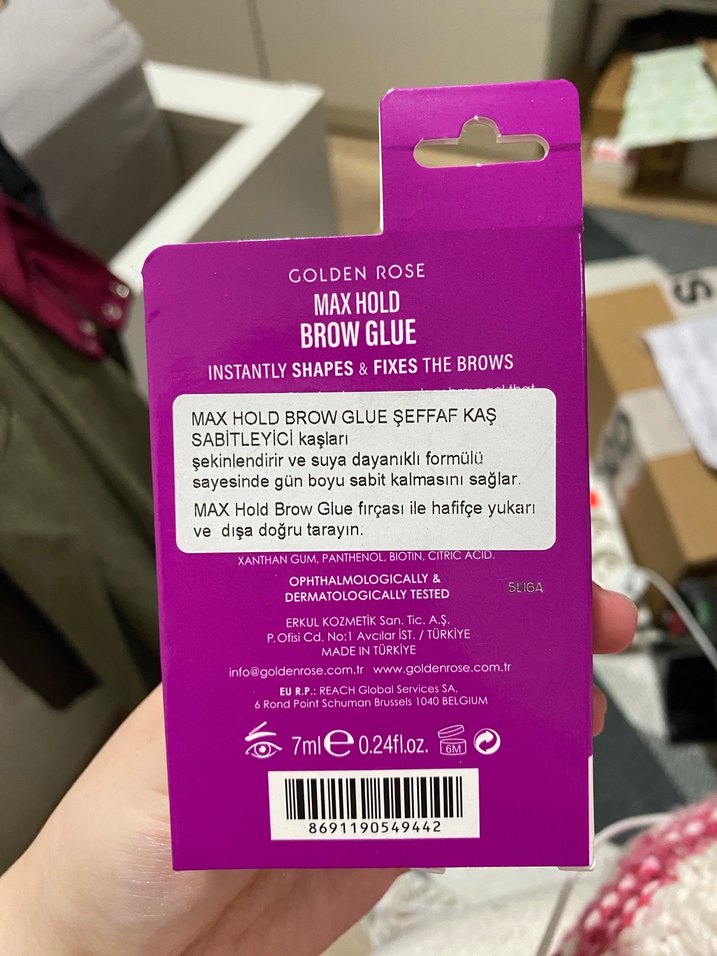 GOLDEN ROSE
MAX HOLD
BROW GLUE
INSTANTLY SHAPES & FIXES THE BROWS
brow gel that
MAX HOLD BROW GLUE ŞEFFAF KAŞ
SABİTLEYİCİ kaşları
şekinlendirir ve suya dayanıklı formülü
sayesinde gün boyu sabit kalmasını sağlar.
MAX Hold Brow Glue fırçası ile hafifçe yukarı
ve dışa doğru tarayın.
XANTHAN GUM, PANTHENOL, BIOTIN, CITRIC ACID.
OPHTHALMOLOGICALLY &
DERMATOLOGICALLY TESTED
5L16A
ERKUL KOZMETİK San. Tic. A.Ş.
P.Ofisi Cd. No:1 Avcılar İST. / TÜRKİYE
MADE IN TÜRKİYE
info@goldenrose.com.tr www.goldenrose.com.tr
EU R.P.: REACH Global Services SA.
6 Rond Point Schuman Brussels 1040 BELGIUM
7ml e 0.24fl.oz. 6M
8691190549442